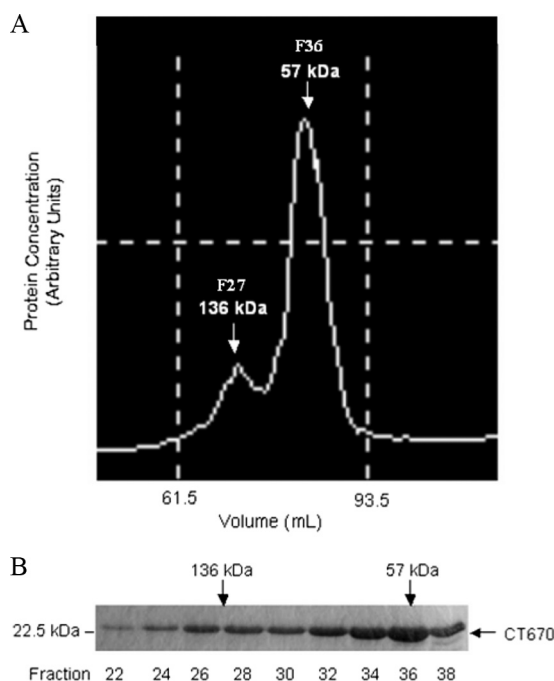 A
F36
57 kDa
F27
136 kDa
Protein Concentration
(Arbitrary Units)
61.5
93.5
Volume (mL)
B
136 kDa
57 kDa
22.5 kDa
CT670
Fraction 22 24 26 28 30 32 34 36 38